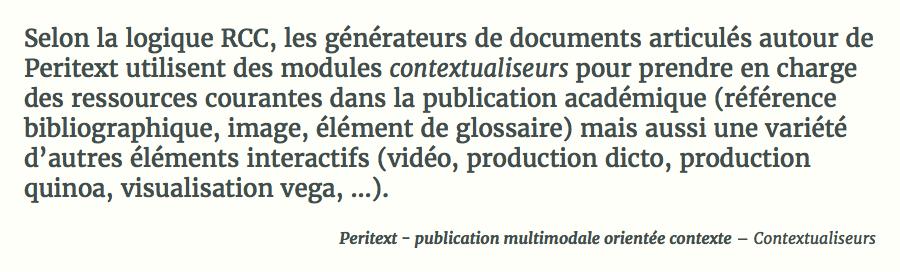 Selon la logique RCC, les générateurs de documents articulés autour de
Peritext utilisent des modules contextualiseurs pour prendre en charge
des ressources courantes dans la publication académique (référence
bibliographique, image, élément de glossaire) mais aussi une variété
d’autres éléments interactifs (vidéo, production dicto, production
quinoa, visualisation vega, ...).
Peritext - publication multimodale orientée contexte – Contextualiseurs